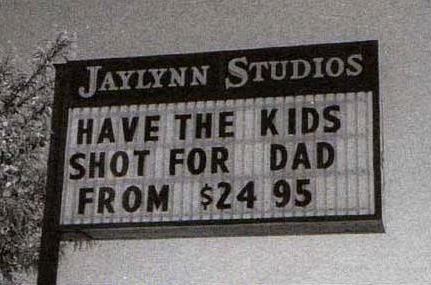 JAYLYNN STUDIOS
HAVE THE KIDS
SHOT FOR DAD
FROM $24 95